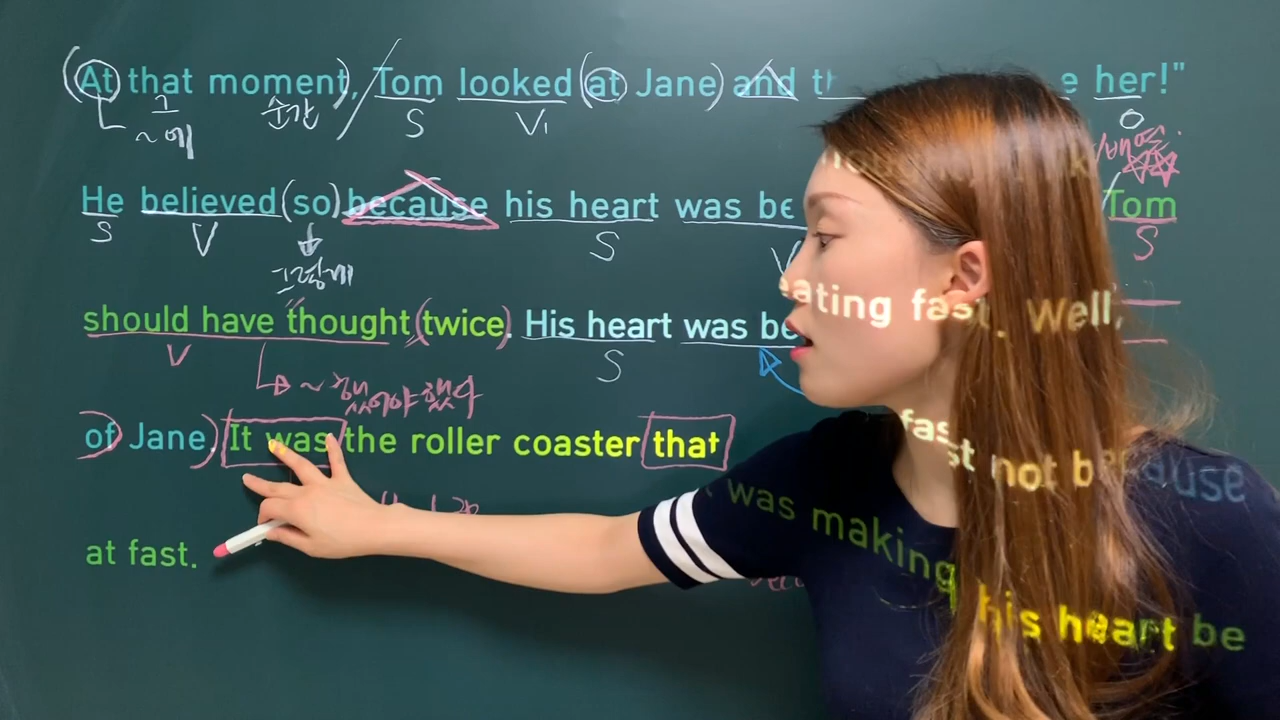 At that moment, Tom looked at Jane and her!"
그 순간 S V₁ O
~에
He believed so because his heart was beating fast. Well, Tom
S V S V S
그렇게
should have thought twice. His heart was be fast not because
V S
~했어야 했다
of Jane. It was the roller coaster that was making his heart be
at fast.